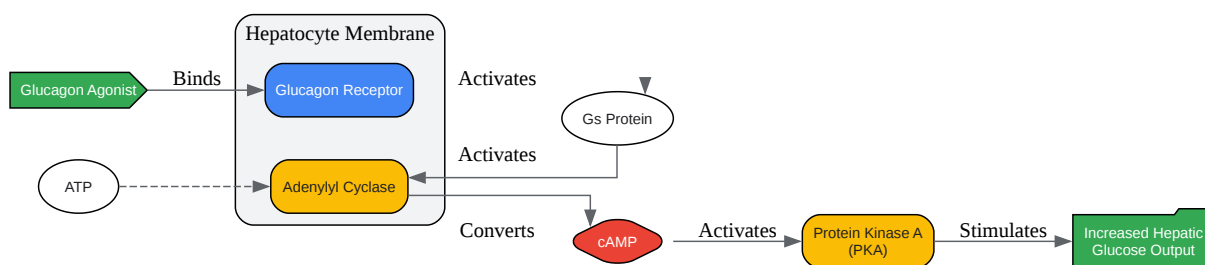 Hepatocyte Membrane
Glucagon Agonist
Binds
Glucagon Receptor
Activates
Gs Protein
Activates
ATP
Adenylyl Cyclase
Converts
cAMP
Activates
Protein Kinase A
(PKA)
Stimulates
Increased Hepatic
Glucose Output